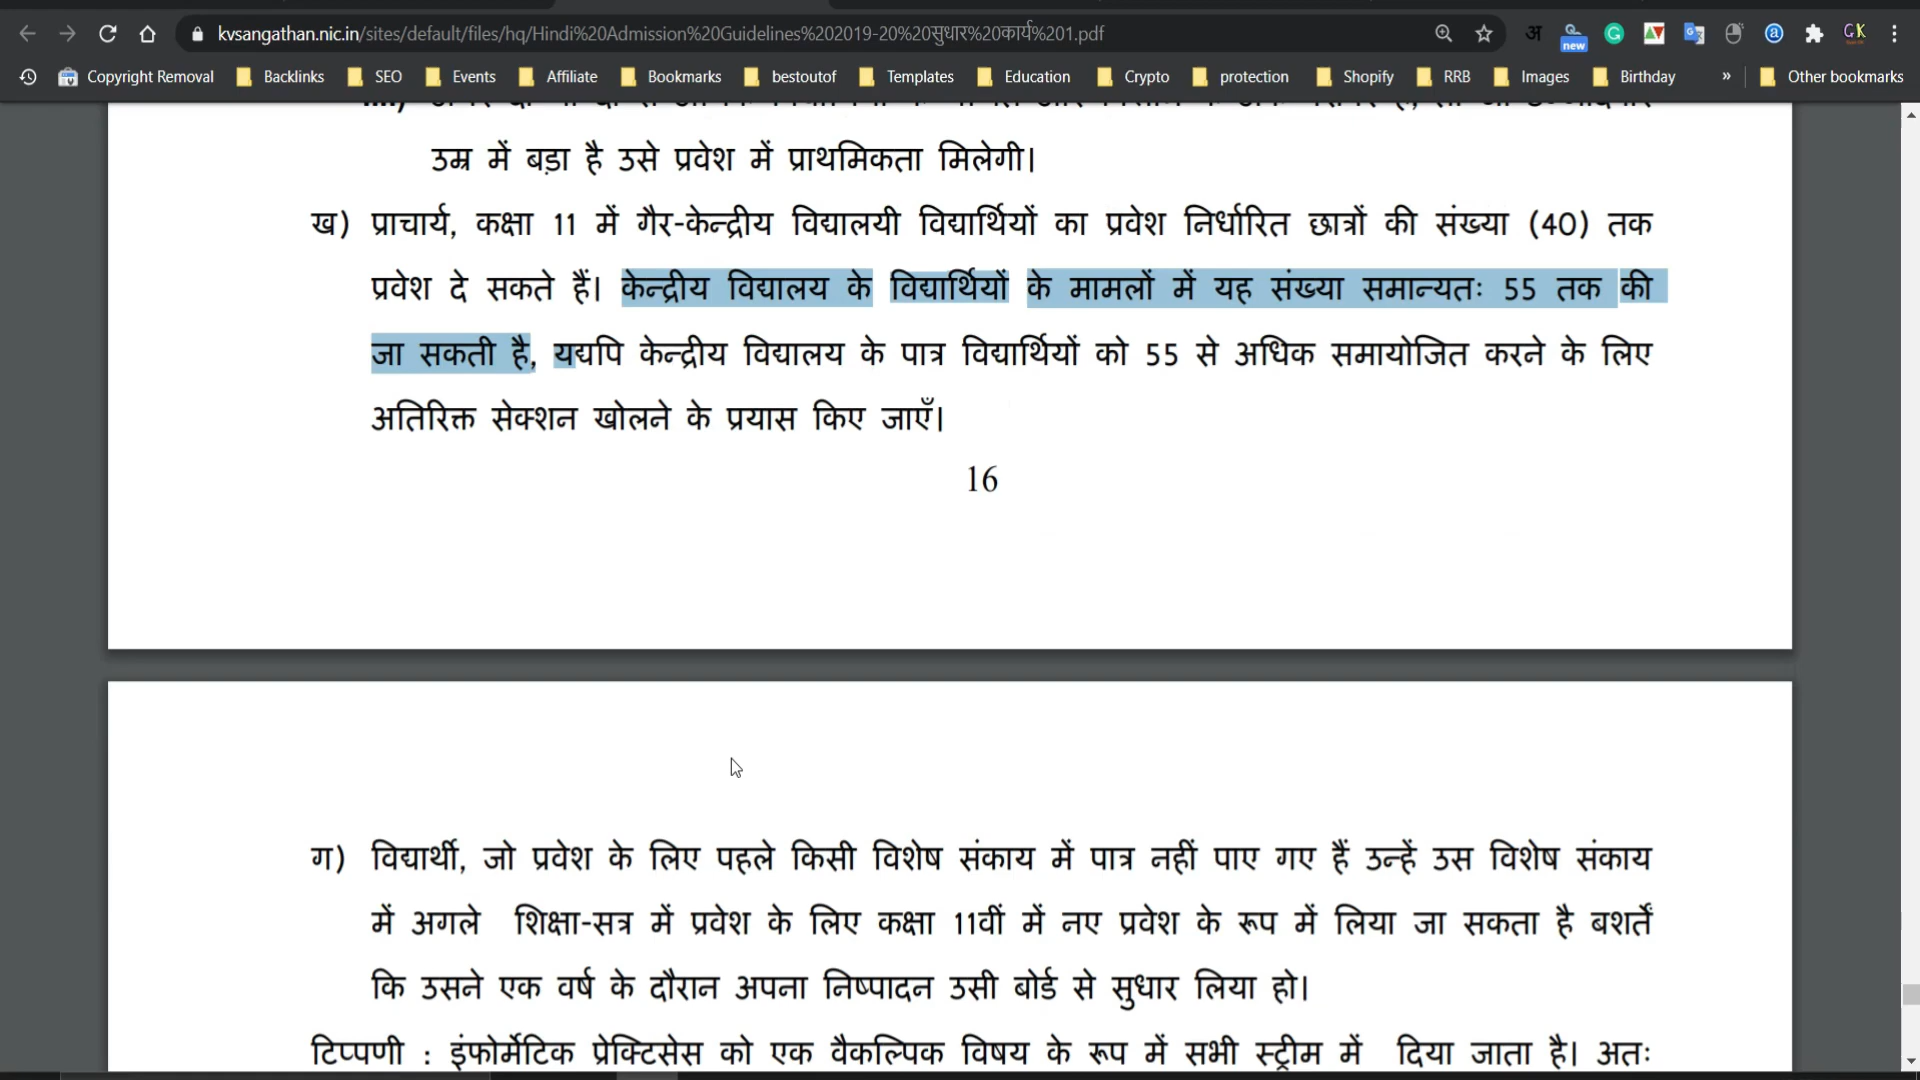 kvsangathan.nic.in/sites/default/files/hq/Hindi%20Admission%20Guidelines%202019-20%20सुधार%20कार्य%201.pdf
अ new G a GK
Copyright Removal Backlinks SEO Events Affiliate Bookmarks bestoutof Templates Education Crypto protection Shopify RRB Images Birthday » Other bookmarks
उम्र में बड़ा है उसे प्रवेश में प्राथमिकता मिलेगी।
ख) प्राचार्य, कक्षा 11 में गैर-केन्द्रीय विद्यालयी विद्यार्थियों का प्रवेश निर्धारित छात्रों की संख्या (40) तक
प्रवेश दे सकते हैं। केन्द्रीय विद्यालय के विद्यार्थियों के मामलों में यह संख्या समान्यतः 55 तक की
जा सकती है, यद्यपि केन्द्रीय विद्यालय के पात्र विद्यार्थियों को 55 से अधिक समायोजित करने के लिए
अतिरिक्त सेक्शन खोलने के प्रयास किए जाएँ।
16
ग) विद्यार्थी, जो प्रवेश के लिए पहले किसी विशेष संकाय में पात्र नहीं पाए गए हैं उन्हें उस विशेष संकाय
में अगले शिक्षा-सत्र में प्रवेश के लिए कक्षा 11वीं में नए प्रवेश के रूप में लिया जा सकता है बशर्तें
कि उसने एक वर्ष के दौरान अपना निष्पादन उसी बोर्ड से सुधार लिया हो।
टिप्पणी : इंफोर्मेटिक प्रेक्टिसेस को एक वैकल्पिक विषय के रूप में सभी स्ट्रीम में दिया जाता है। अतः